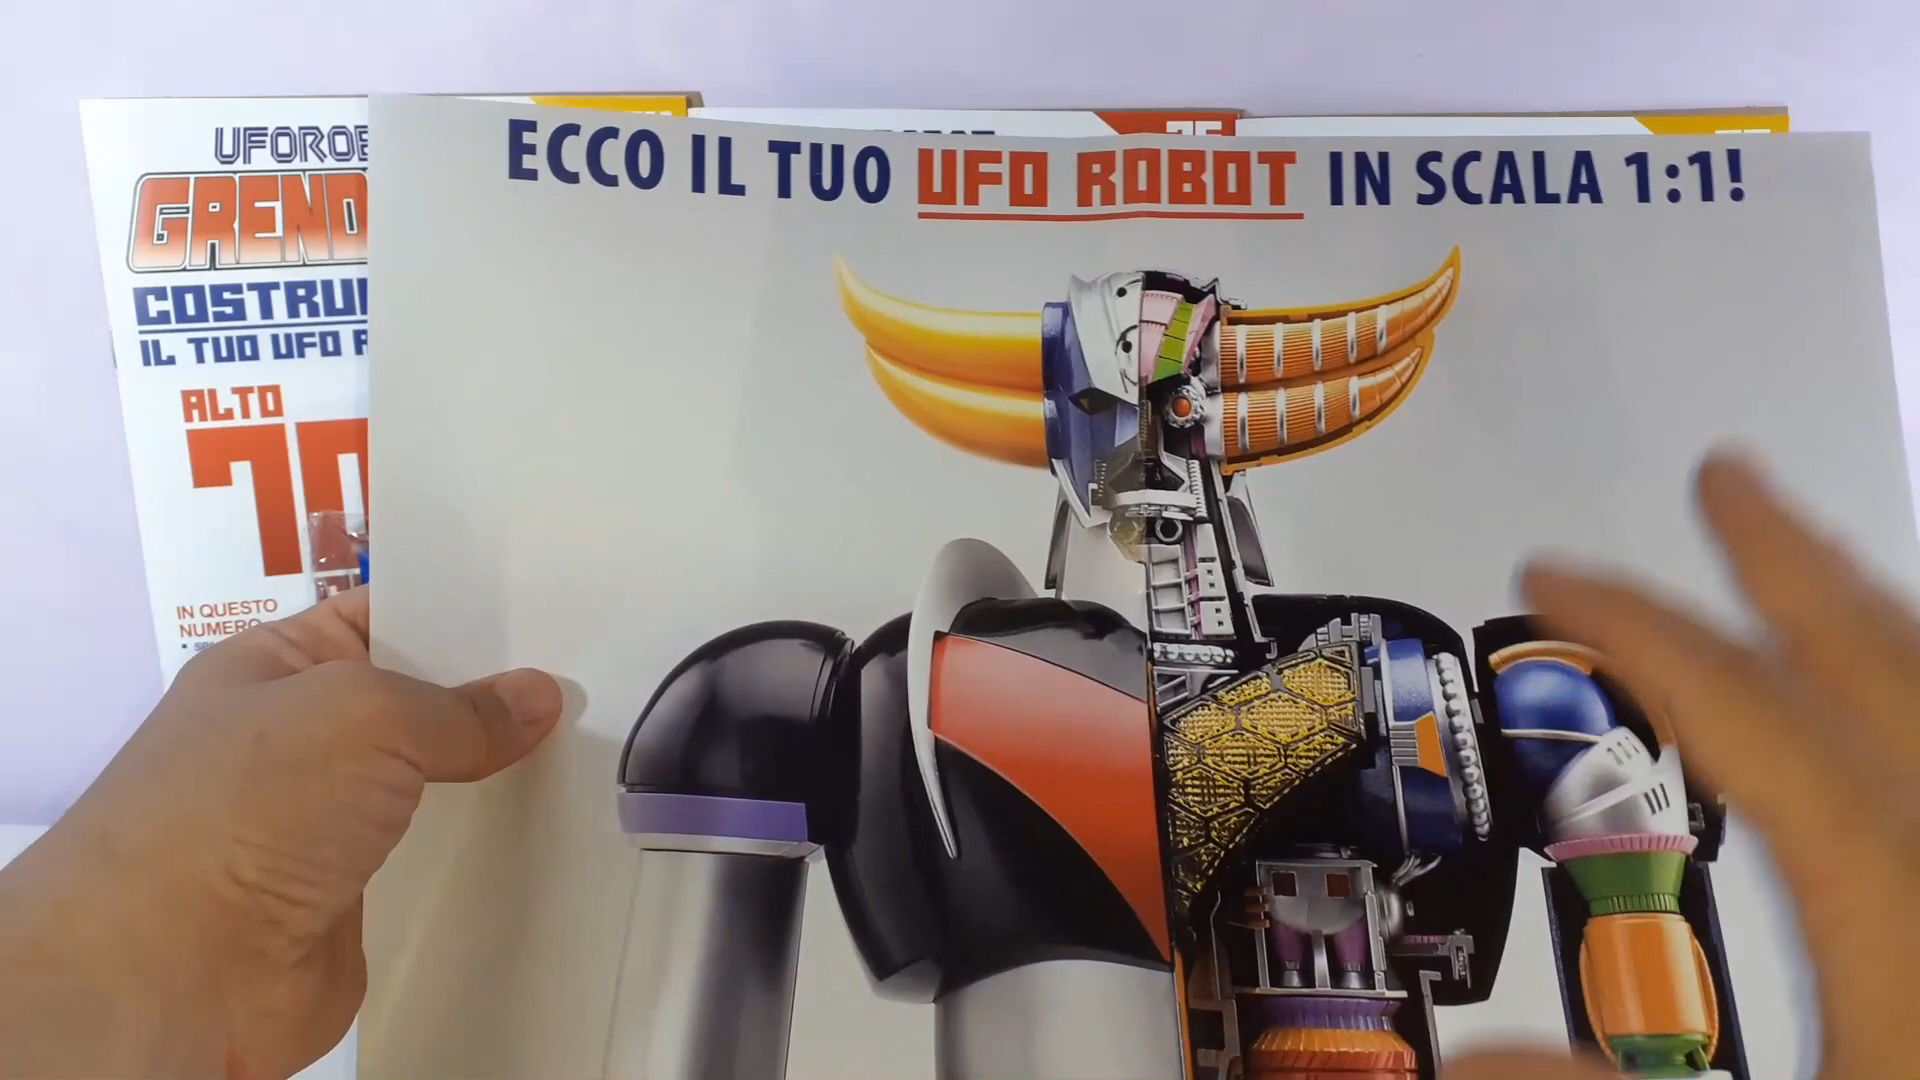 ECCO IL TUO UFO ROBOT IN SCALA 1:1!
UFOROB
GREND
COSTRUI
IL TUO UFO R
ALTO
70
IN QUESTO
NUMERO